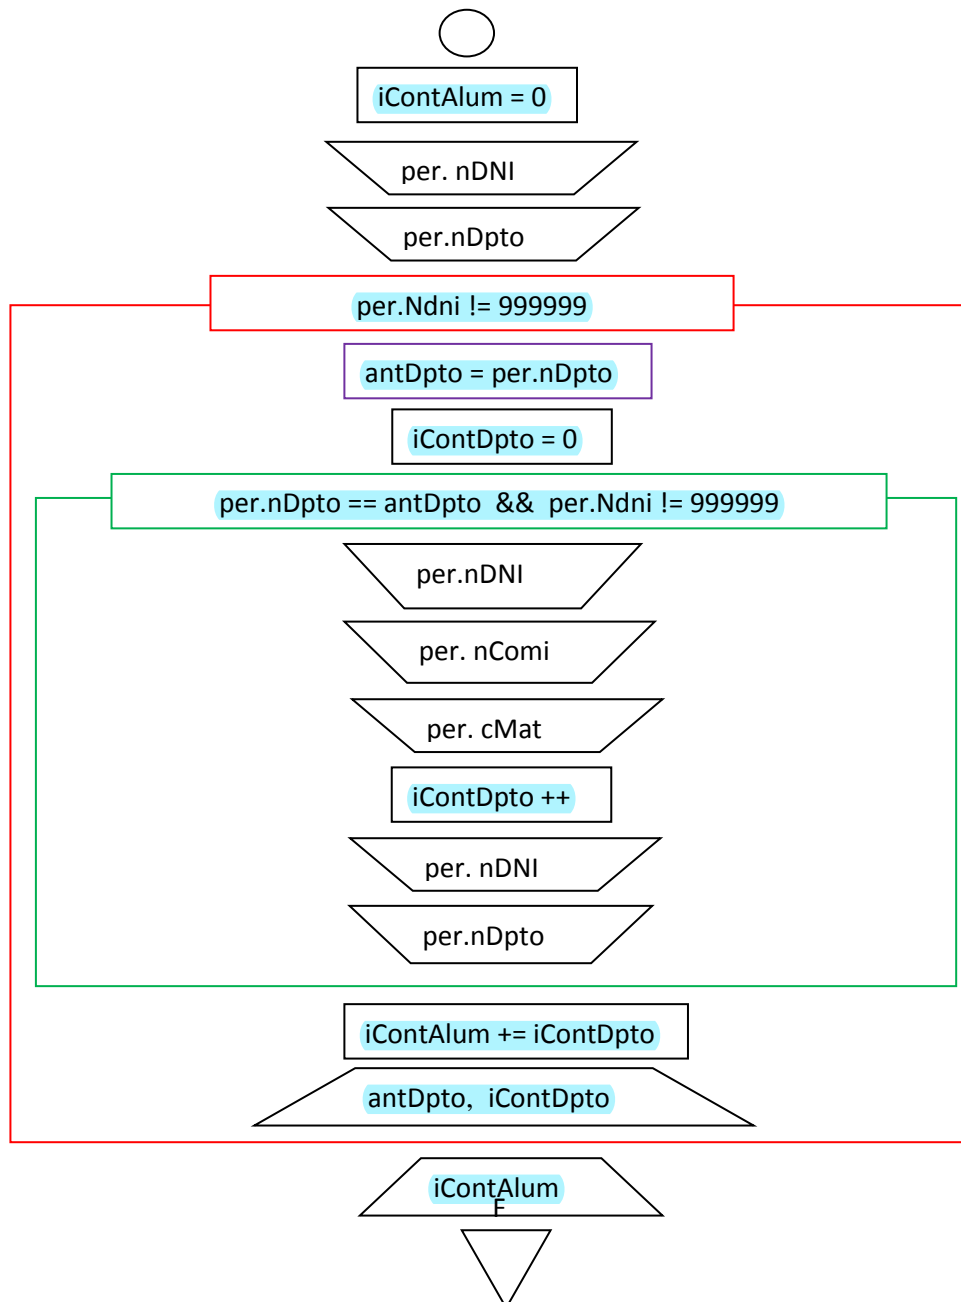 iContAlum = 0
per. nDNI
per.nDpto
per.Ndni != 999999
antDpto = per.nDpto
iContDpto = 0
per.nDpto == antDpto && per.Ndni != 999999
per.nDNI
per. nComi
per. cMat
iContDpto ++
per. nDNI
per.nDpto
iContAlum += iContDpto
antDpto, iContDpto
iContAlum
F